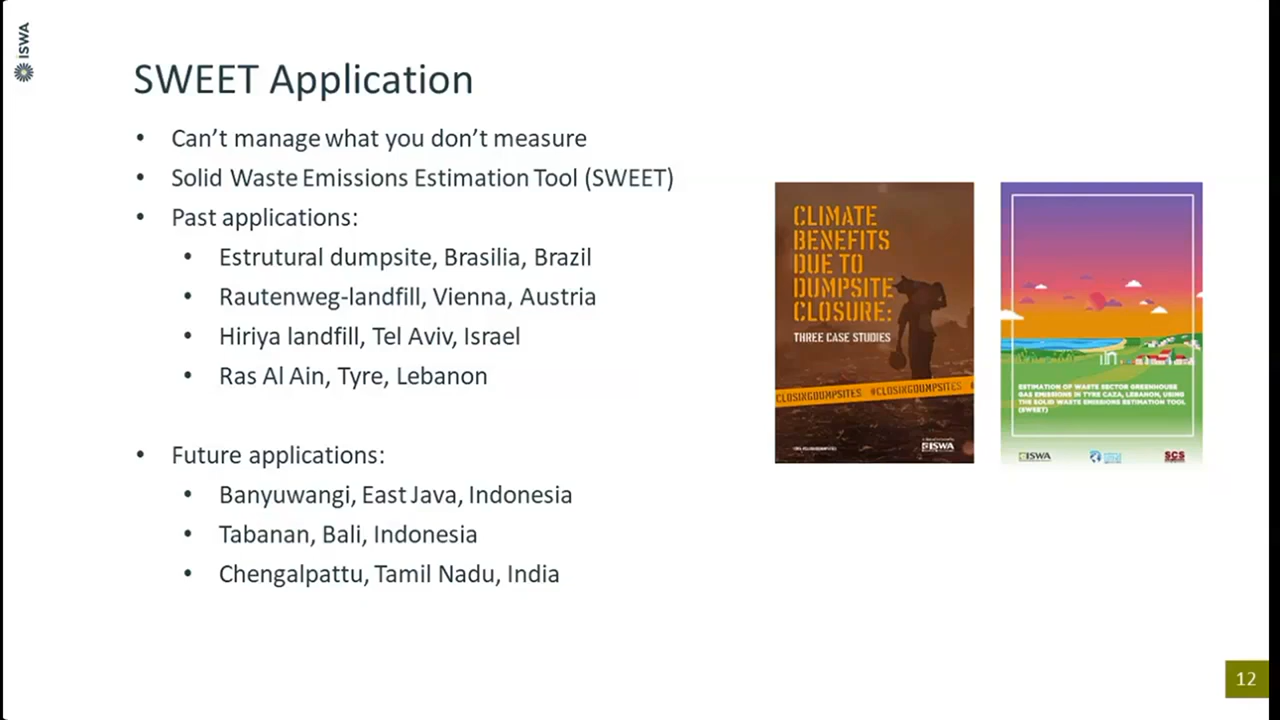 ISWA
SWEET Application
• Can't manage what you don't measure
• Solid Waste Emissions Estimation Tool (SWEET)
• Past applications:
• Estrutural dumpsite, Brasilia, Brazil
• Rautenweg-landfill, Vienna, Austria
• Hiriya landfill, Tel Aviv, Israel
• Ras Al Ain, Tyre, Lebanon
• Future applications:
• Banyuwangi, East Java, Indonesia
• Tabanan, Bali, Indonesia
• Chengalpattu, Tamil Nadu, India
CLIMATE
BENEFITS
DUE TO
DUMPSITE
CLOSURE:
THREE CASE STUDIES
CLOSINGDUMPSITES #CLOSINGDUMPSITES #
ISWA
ESTIMATION OF WASTE SECTOR GREENHOUSE
GAS EMISSIONS IN TYRE CAZA, LEBANON, USING
THE SOLID WASTE EMISSIONS ESTIMATION TOOL
(SWEET)
ISWA
SCS
12